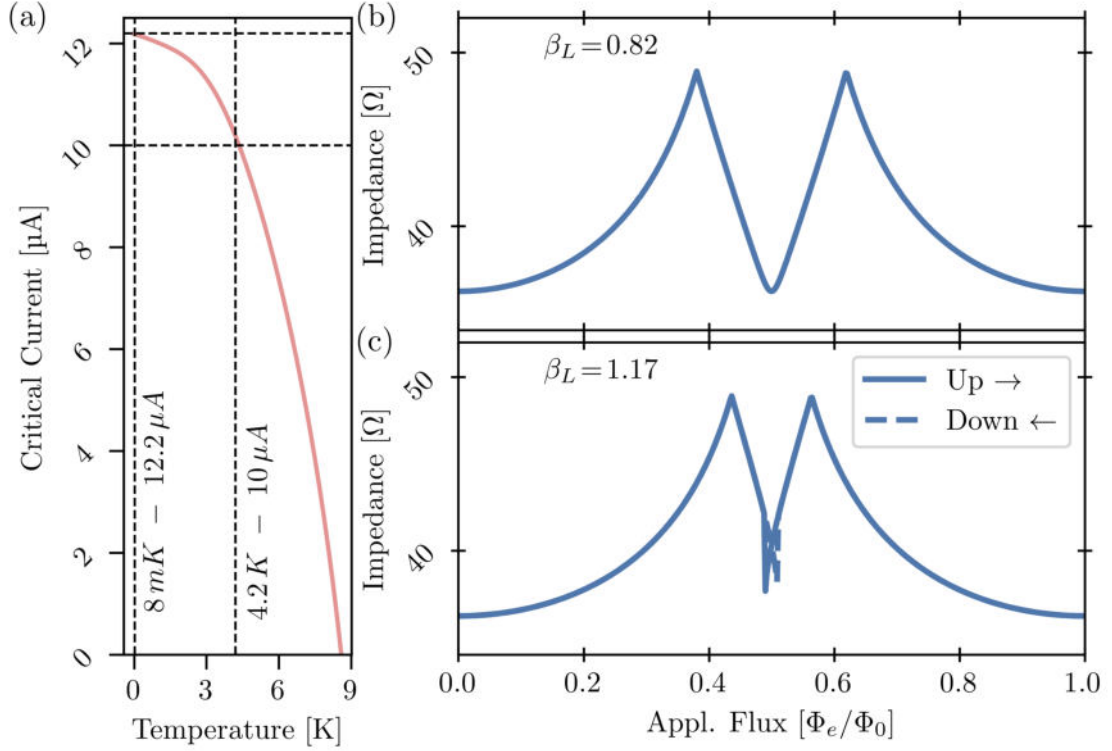 (a)
Critical Current [μA]
12
10
8
6
4
2
0
8 mK − 12.2 μA
4.2 K − 10 μA
0 3 6 9
Temperature [K]
(b)
Impedance [Ω]
50
40
β_L=0.82
(c)
Impedance [Ω]
50
40
β_L=1.17
Up →
Down ←
0.0 0.2 0.4 0.6 0.8 1.0
Appl. Flux [Φ_e/Φ_0]